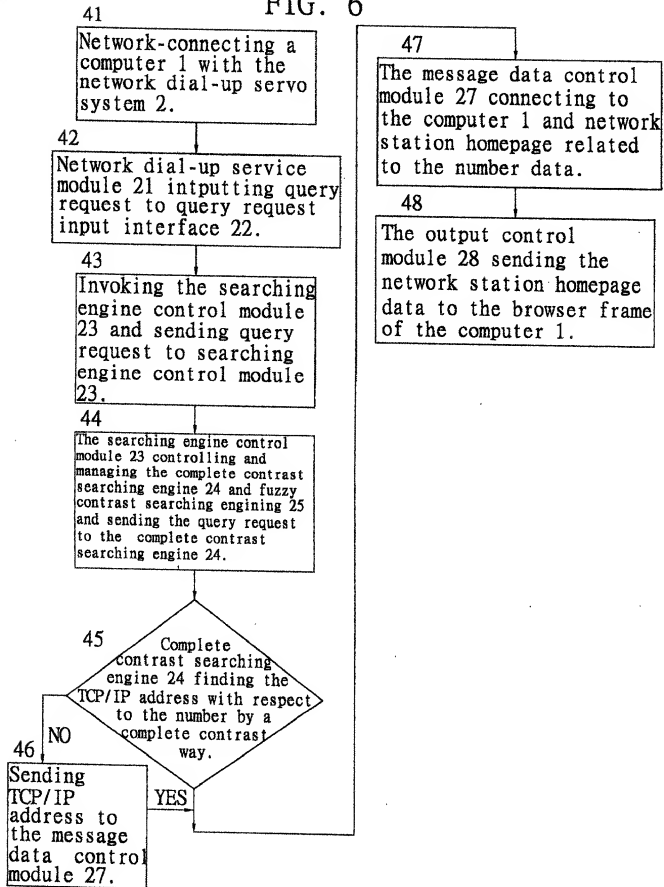 FIG. 6
41
Network-connecting a
computer 1 with the
network dial-up servo
system 2.
42
Network dial-up service
module 21 intputting query
request to query request
input interface 22.
43
Invoking the searching
engine control module
23 and sending query
request to searching
engine control module
23.
44
The searching engine control
module 23 controlling and
managing the complete contrast
searching engine 24 and fuzzy
contrast searching engining 25
and sending the query request
to the complete contrast
searching engine 24.
45
Complete
contrast searching
engine 24 finding the
TCP/IP address with respect
to the number by a
complete contrast
way.
NO
46
Sending
TCP/IP
address to
the message
data control
module 27.
YES
47
The message data control
module 27 connecting to
the computer 1 and network
station homepage related
to the number data.
48
The output control
module 28 sending the
network station homepage
data to the browser frame
of the computer 1.